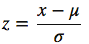 z = (x − μ) / σ